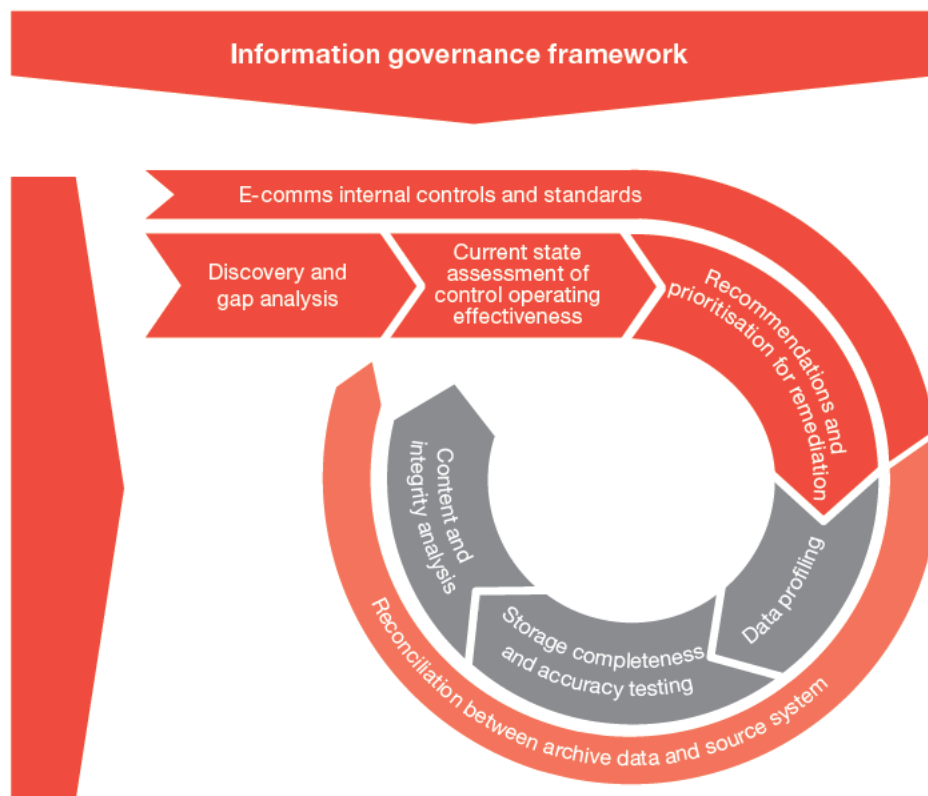 Information governance framework
E-comms internal controls and standards
Discovery and
gap analysis
Current state
assessment of
control operating
effectiveness
Recommendations and
prioritisation for remediation
Data profiling
Storage completeness
and accuracy testing
Content and
integrity analysis
Reconciliation between archive data and source system